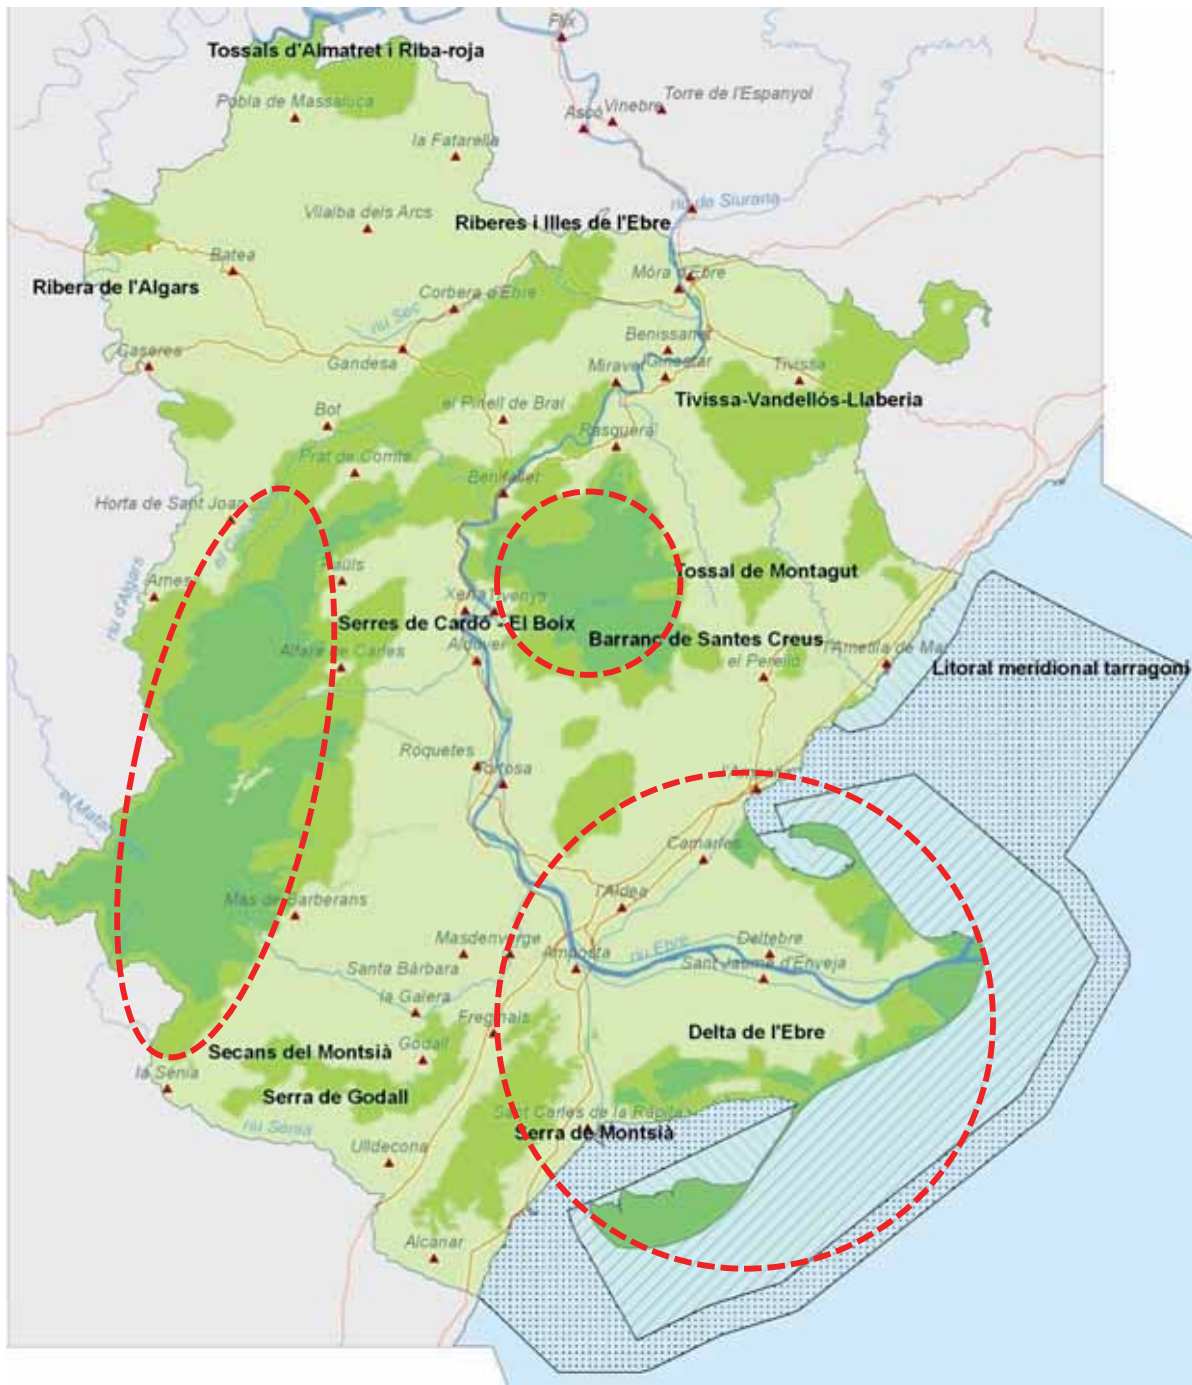 Flix
Tossals d'Almatret i Riba-roja
Pobla de Massaluca
Torre de l'Espanyol
Vinebre
Ascó
la Fatarella
riu de Siurana
Vilalba dels Arcs
Riberes i Illes de l'Ebre
Batea
Móra d'Ebre
Ribera de l'Algars
Corbera d'Ebre
riu Sec
Benissanet
Caseres
Gandesa
Miravet
Ginestar
Tivissa
Tivissa-Vandellós-Llaberia
Bot
el Pinell de Brai
Rasquera
Prat de Comte
Benifallet
Horta de Sant Joan
Arnes
Paüls
riu d'Algars
Tossal de Montagut
Xerta
Tivenys
Serres de Cardó - El Boix
Barranc de Santes Creus
Aldover
Alfara de Carles
el Perelló
l'Ametlla de Mar
Litoral meridional tarragoní
Roquetes
Tortosa
Camarles
l'Aldea
Mas de Barberans
Masdenverge
Amposta
riu Ebre
Deltebre
Santa Bàrbara
Sant Jaume d'Enveja
la Galera
Freginals
Delta de l'Ebre
Godall
Secans del Montsià
la Sénia
Serra de Godall
Sant Carles de la Ràpita
riu Sénia
Serra de Montsià
Ulldecona
Alcanar